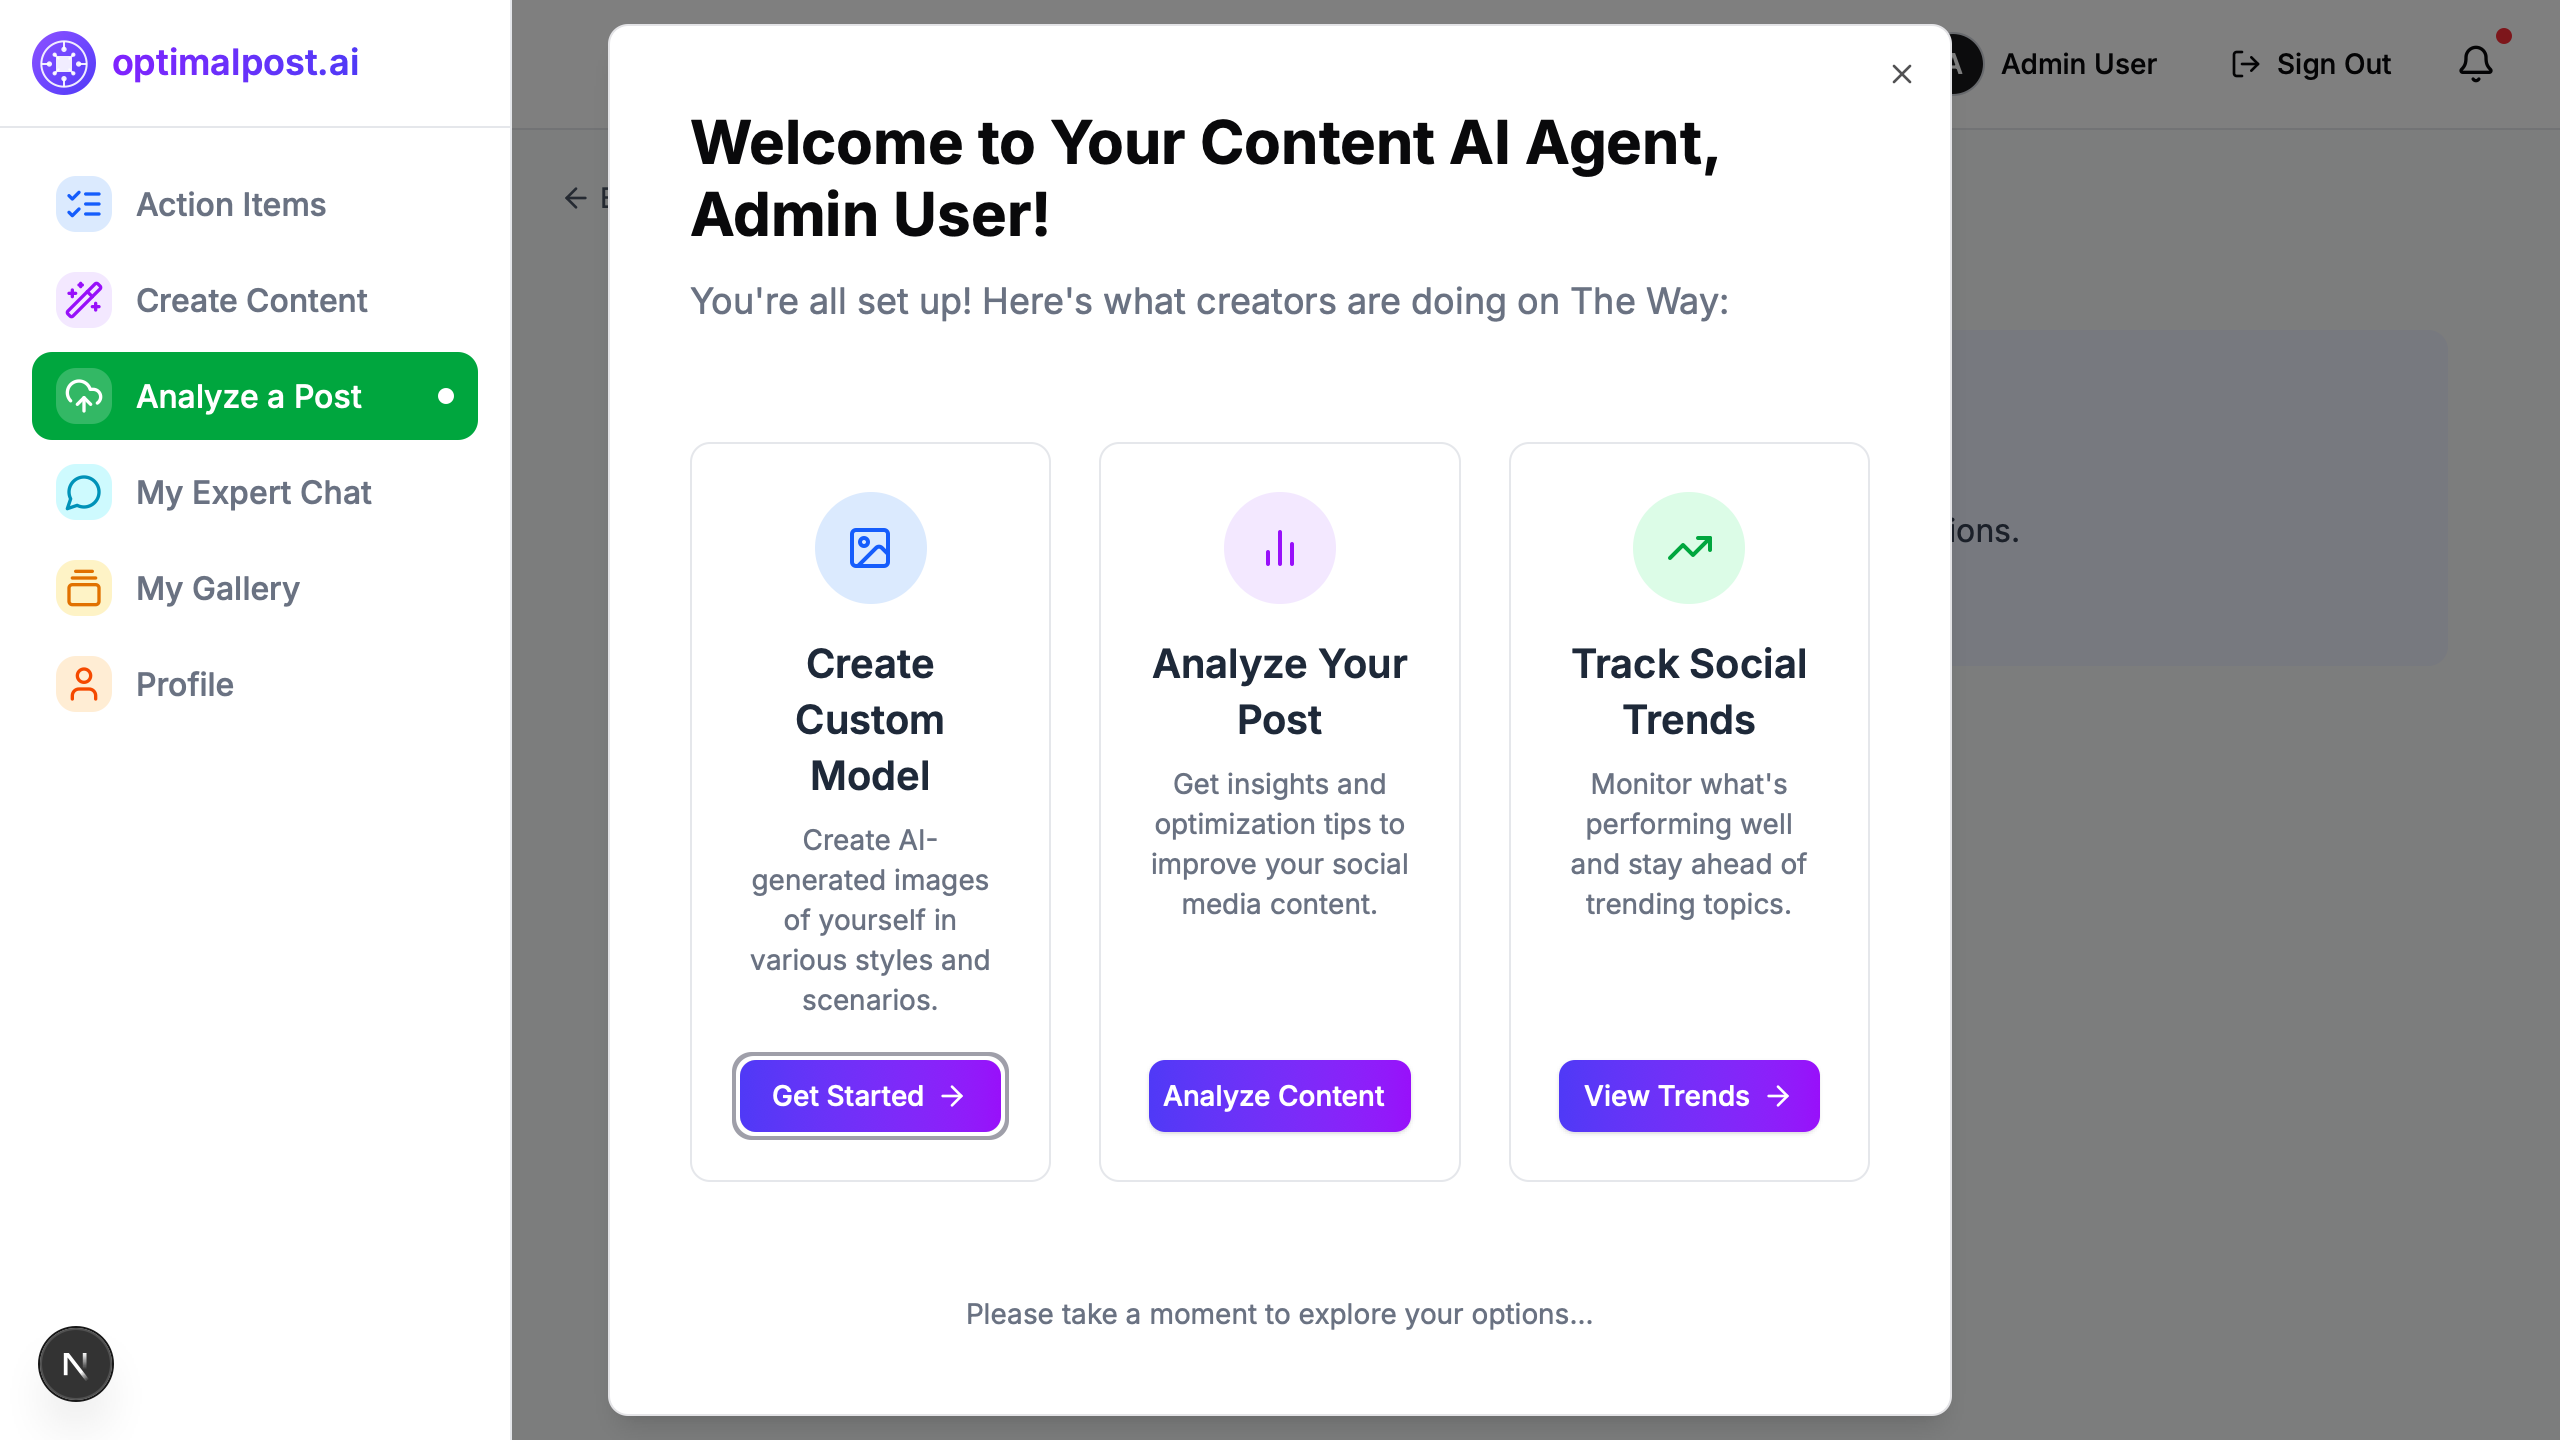 optimalpost.ai
Action Items
Create Content
Analyze a Post
My Expert Chat
My Gallery
Profile
N
A
Admin User
Sign Out
Welcome to Your Content AI Agent,
Admin User!
You're all set up! Here's what creators are doing on The Way:
Create
Custom
Model
Create AI-
generated images
of yourself in
various styles and
scenarios.
Get Started
Analyze Your
Post
Get insights and
optimization tips to
improve your social
media content.
Analyze Content
Track Social
Trends
Monitor what's
performing well
and stay ahead of
trending topics.
View Trends
ions.
Please take a moment to explore your options...